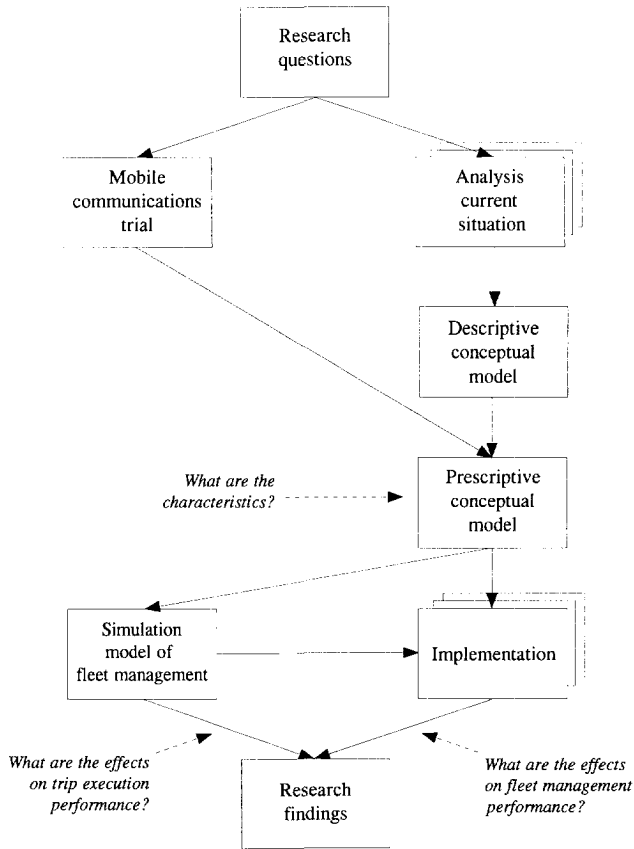 Research
questions
Mobile
communications
trial
Analysis
current
situation
Descriptive
conceptual
model
What are the
characteristics?
Prescriptive
conceptual
model
Simulation
model of
fleet management
Implementation
What are the effects
on trip execution
performance?
What are the effects
on fleet management
performance?
Research
findings